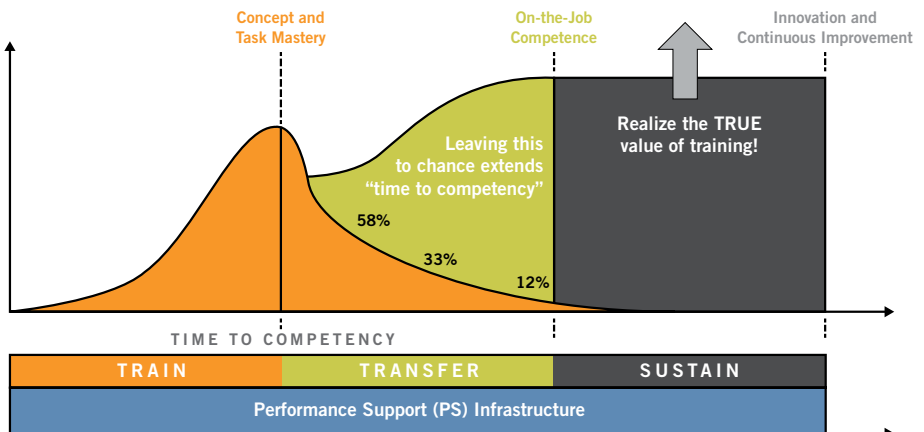 Concept and
Task Mastery
On-the-Job
Competence
Innovation and
Continuous Improvement
Leaving this
to chance extends
“time to competency”
Realize the TRUE
value of training!
58%
33%
12%
TIME TO COMPETENCY
TRAIN
TRANSFER
SUSTAIN
Performance Support (PS) Infrastructure